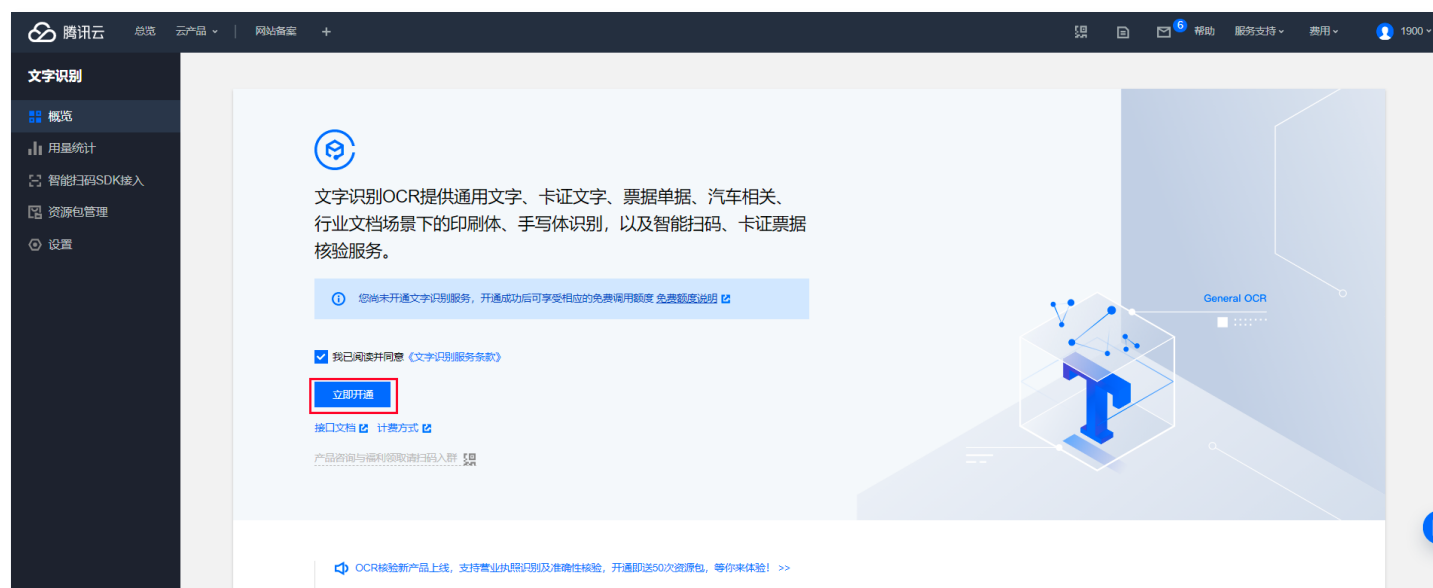 腾讯云 总览 云产品 网站备案 + 6 帮助 服务支持 费用 1900
文字识别
概览
用量统计
智能扫码SDK接入
资源包管理
设置
文字识别OCR提供通用文字、卡证文字、票据单据、汽车相关、
行业文档场景下的印刷体、手写体识别，以及智能扫码、卡证票据
核验服务。
您尚未开通文字识别服务，开通成功后可享受相应的免费调用额度 免费额度说明
我已阅读并同意《文字识别服务条款》
立即开通
接口文档 计费方式
产品咨询与福利领取请扫码入群
General OCR
T
OCR核验新产品上线，支持营业执照识别及准确性核验，开通即送50次资源包，等你来体验！ >>